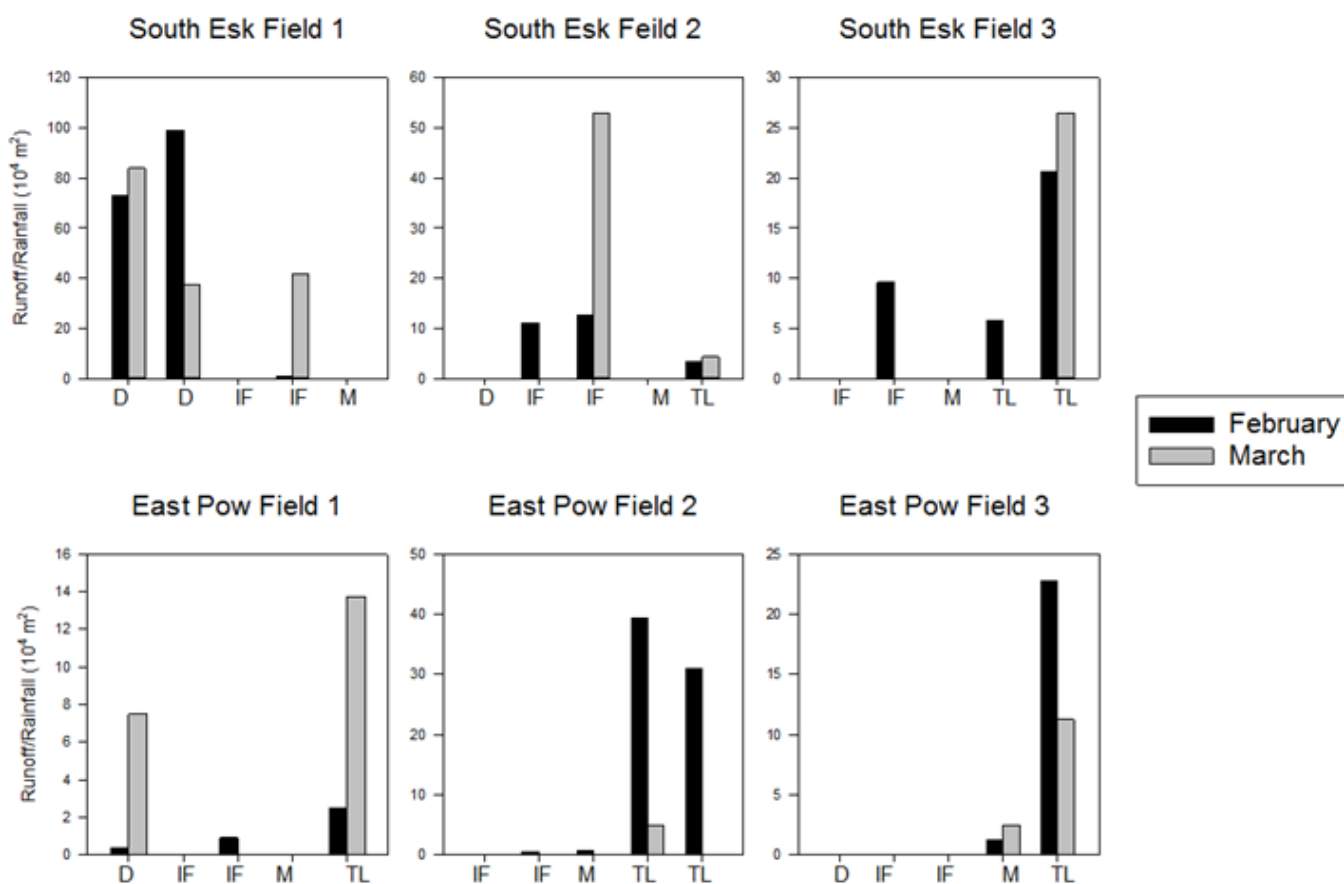 South Esk Field 1
South Esk Feild 2
South Esk Field 3
Runoff/Rainfall (10⁴ m²)
120
100
80
60
40
20
0
D D IF IF M
60
50
40
30
20
10
0
D IF IF M TL
30
25
20
15
10
5
0
IF IF M TL TL
February
March
East Pow Field 1
East Pow Field 2
East Pow Field 3
Runoff/Rainfall (10⁴ m²)
16
14
12
10
8
6
4
2
0
D IF IF M TL
50
40
30
20
10
0
IF IF M TL TL
25
20
15
10
5
0
D IF IF M TL